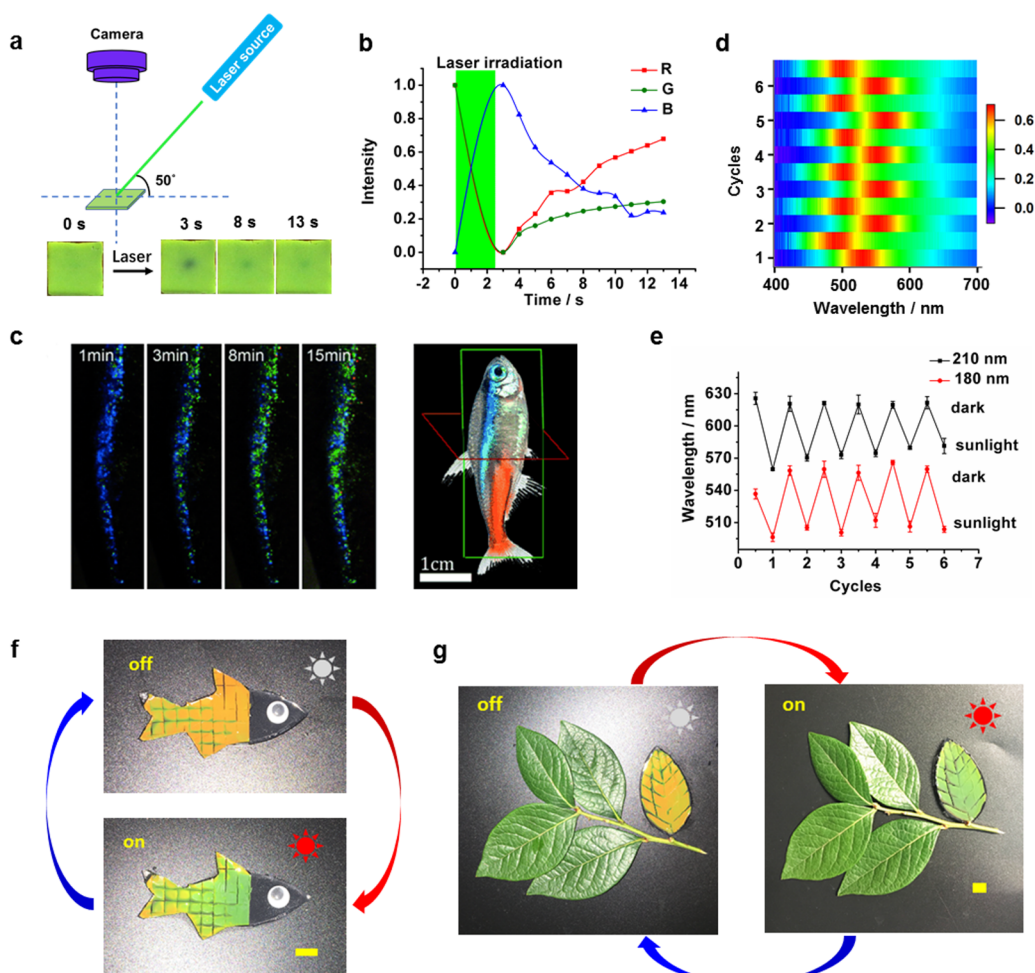 a
Camera
Laser source
50°
0 s
Laser
3 s
8 s
13 s
b
Laser irradiation
R
G
B
Intensity
1.0
0.8
0.6
0.4
0.2
0.0
-2 0 2 4 6 8 10 12 14
Time / s
d
Cycles
6
5
4
3
2
1
400 500 600 700
Wavelength / nm
0.6
0.4
0.2
0.0
c
1min
3min
8min
15min
1cm
e
210 nm
180 nm
Wavelength / nm
630
600
570
540
510
dark
sunlight
dark
sunlight
0 1 2 3 4 5 6 7
Cycles
f
off
on
g
off
on